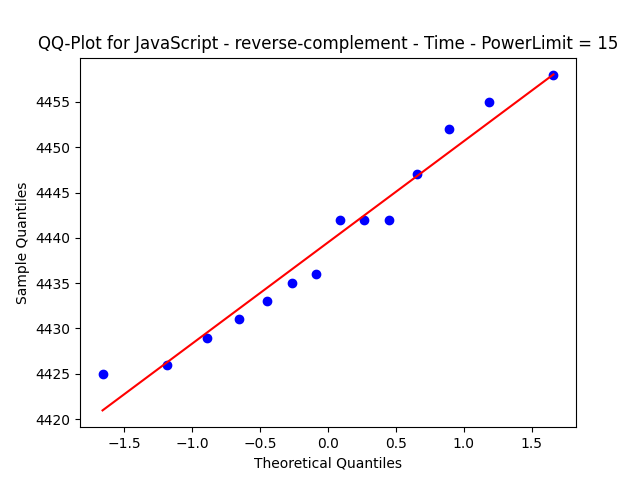 QQ-Plot for JavaScript - reverse-complement - Time - PowerLimit = 15
4455
4450
4445
4440
4435
4430
4425
4420
Sample Quantiles
−1.5 −1.0 −0.5 0.0 0.5 1.0 1.5
Theoretical Quantiles